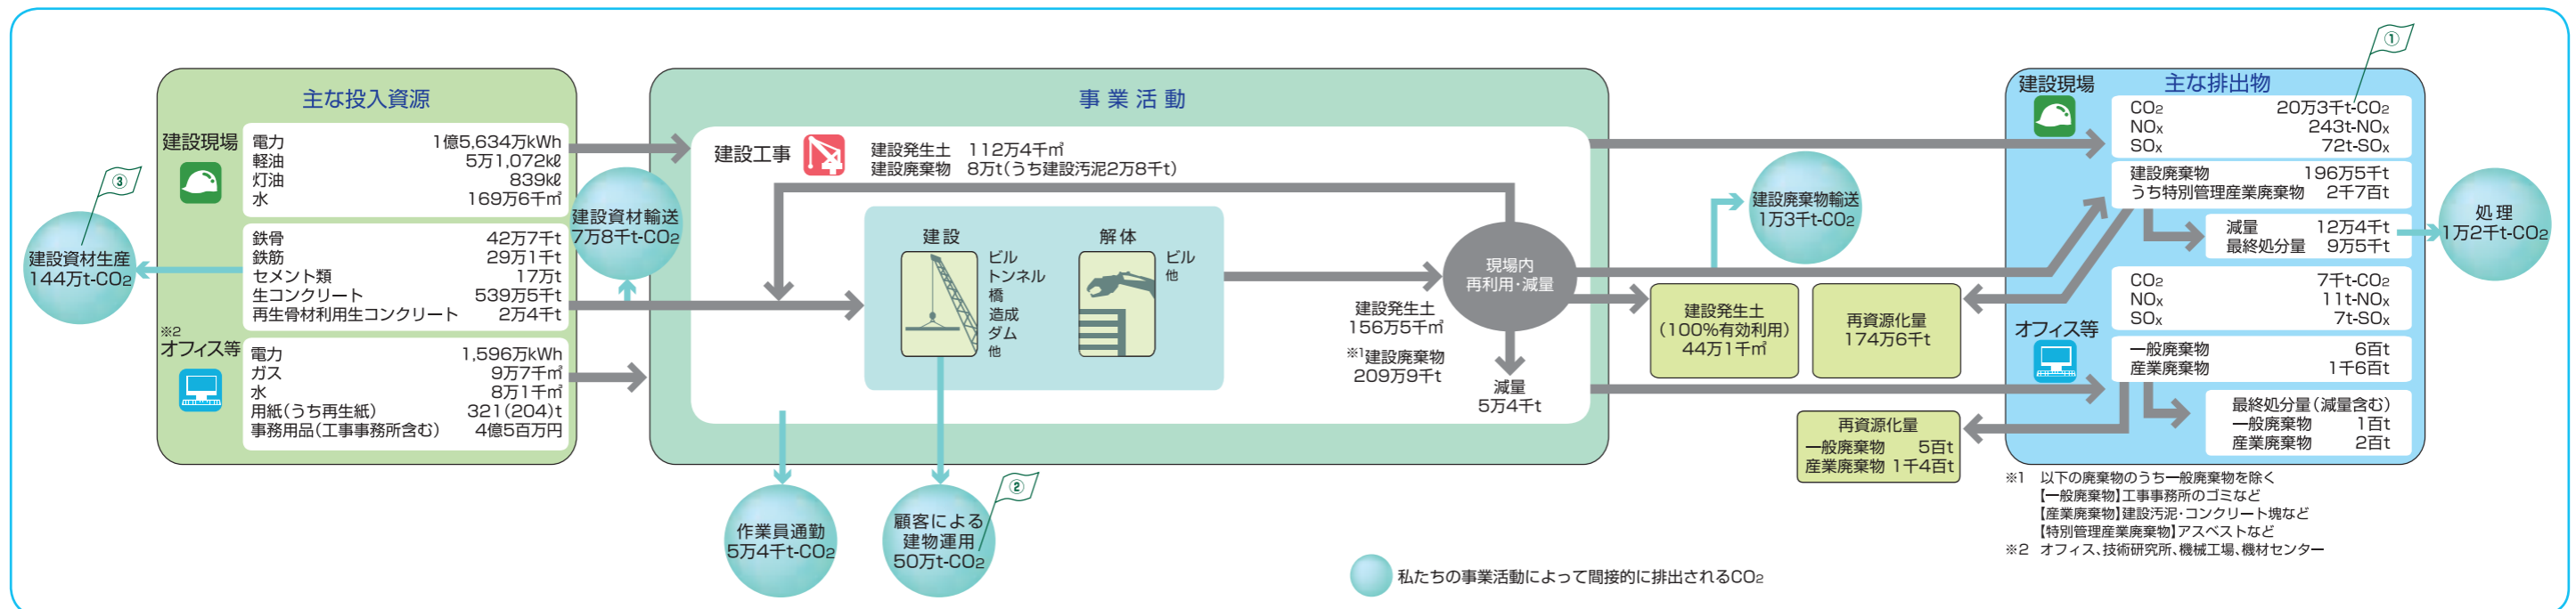 主な投入資源
建設現場
電力 1億5,634万kWh
軽油 5万1,072kℓ
灯油 839kℓ
水 169万6千㎥
鉄骨 42万7千t
鉄筋 29万1千t
セメント類 17万t
生コンクリート 539万5千t
再生骨材利用生コンクリート 2万4千t
※2
オフィス等
電力 1,596万kWh
ガス 9万7千㎥
水 8万1千㎥
用紙(うち再生紙) 321(204)t
事務用品(工事事務所含む) 4億5百万円
③
建設資材生産
144万t-CO2
建設資材輸送
7万8千t-CO2
事業活動
建設工事
建設発生土 112万4千㎥
建設廃棄物 8万t(うち建設汚泥2万8千t)
建設
ビル
トンネル
橋
造成
ダム
他
解体
ビル
他
建設発生土
156万5千㎥
※1建設廃棄物
209万9千t
現場内
再利用・減量
減量
5万4千t
作業員通勤
5万4千t-CO2
②
顧客による
建物運用
50万t-CO2
建設廃棄物輸送
1万3千t-CO2
建設発生土
(100%有効利用)
44万1千㎥
再資源化量
174万6千t
再資源化量
一般廃棄物 5百t
産業廃棄物 1千4百t
①
主な排出物
建設現場
CO2 20万3千t-CO2
NOx 243t-NOx
SOx 72t-SOx
建設廃棄物 196万5千t
うち特別管理産業廃棄物 2千7百t
減量 12万4千t
最終処分量 9万5千t
処理
1万2千t-CO2
CO2 7千t-CO2
NOx 11t-NOx
SOx 7t-SOx
オフィス等
一般廃棄物 6百t
産業廃棄物 1千6百t
最終処分量(減量含む)
一般廃棄物 1百t
産業廃棄物 2百t
※1 以下の廃棄物のうち一般廃棄物を除く
【一般廃棄物】工事事務所のゴミなど
【産業廃棄物】建設汚泥・コンクリート塊など
【特別管理産業廃棄物】アスベストなど
※2 オフィス、技術研究所、機械工場、機材センター
私たちの事業活動によって間接的に排出されるCO2